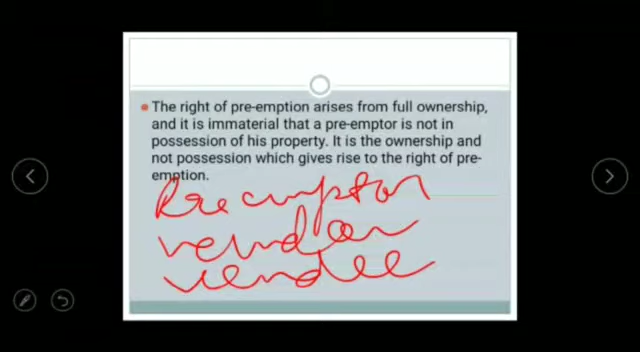 The right of pre-emption arises from full ownership,
and it is immaterial that a pre-emptor is not in
possession of his property. It is the ownership and
not possession which gives rise to the right of pre-
emption.
Preemptor
vendor
vendee